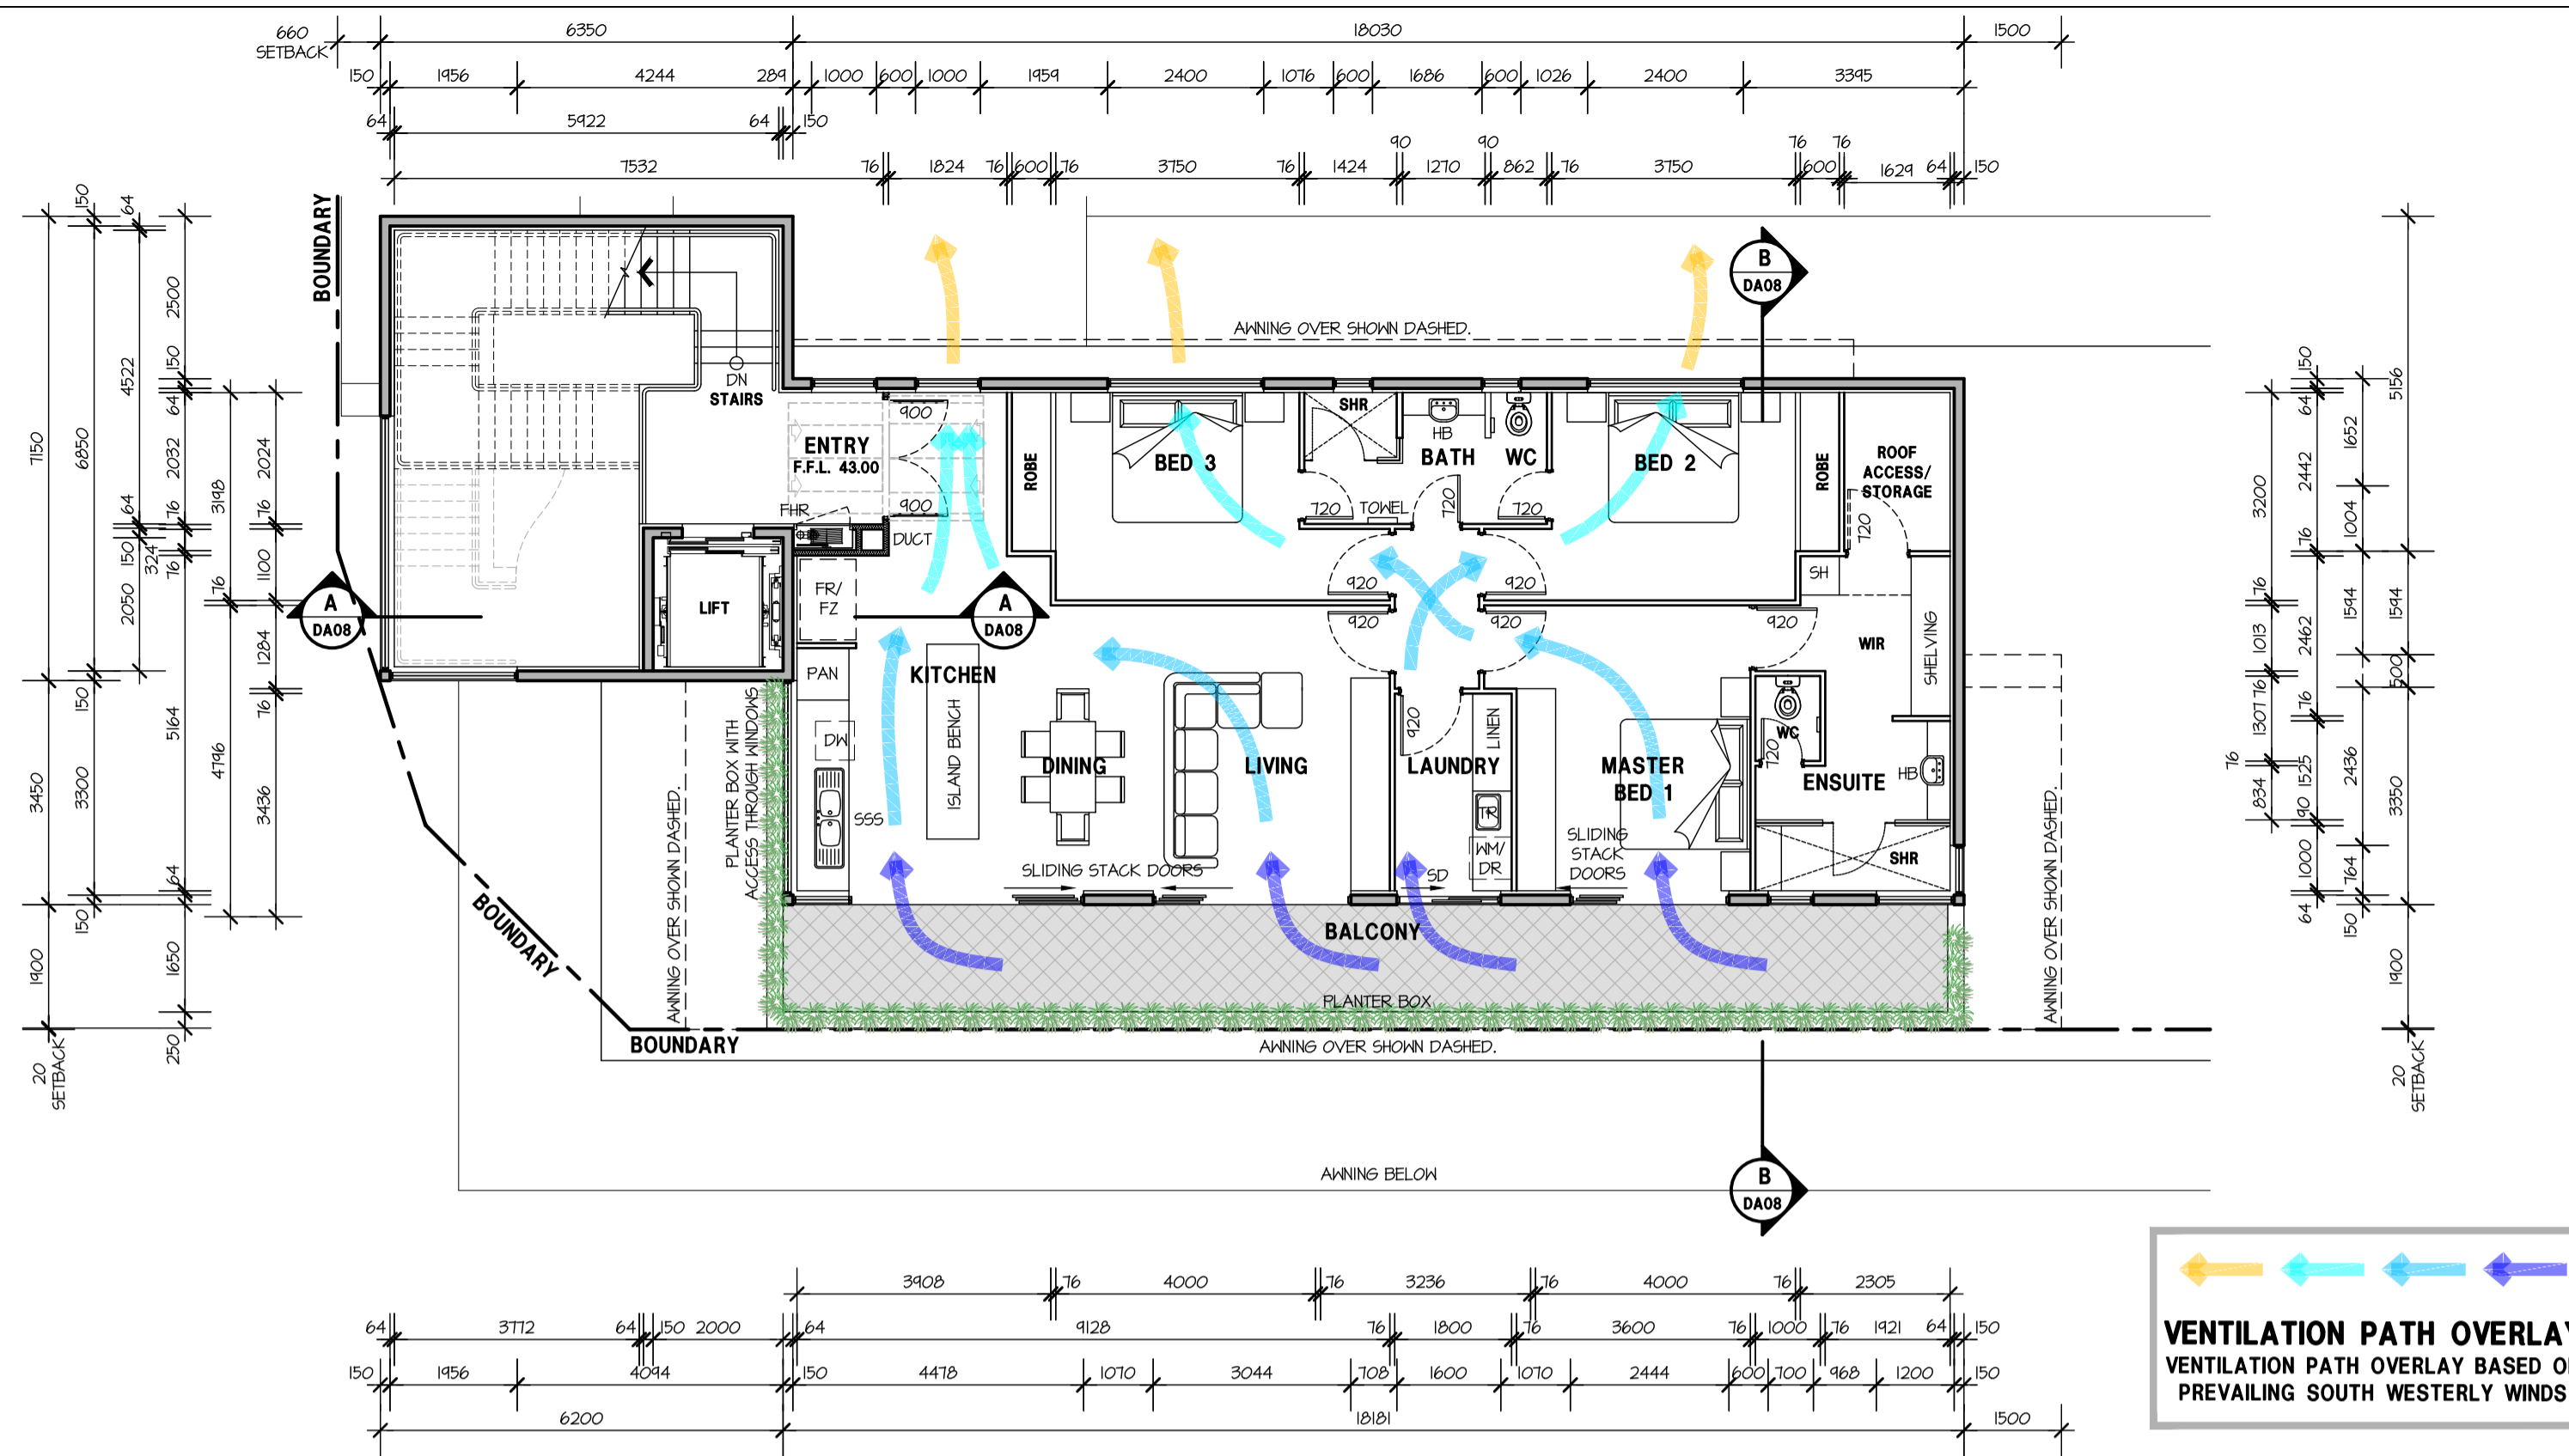 660
SETBACK
6350
18030
1500
150
1956
4244
289
1000
600
1000
1959
2400
1076
600
1686
600
1026
2400
3395
64
5922
64
150
90
90
76
76
7532
76
1824
76
600
76
3750
76
1424
1270
862
76
3750
600
1629
64
150
BOUNDARY
150
64
7150
6850
4522
2500
150
64
2032
76
3198
2024
76
64
150
324
76
2050
76
1100
1284
76
150
3450
3300
5164
4796
3436
64
150
1900
1650
250
20
SETBACK
B
DA08
AWNING OVER SHOWN DASHED.
DN
STAIRS
ENTRY
F.F.L. 43.00
900
900
FHR
DUCT
ROBE
BED 3
SHR
HB
BATH
WC
BED 2
ROBE
ROOF
ACCESS/
STORAGE
720
TOWEL
720
720
720
A
DA08
LIFT
FR/
FZ
A
DA08
920
920
920
920
920
SH
WIR
SHELVING
PAN
KITCHEN
ISLAND BENCH
DW
SSS
DINING
LIVING
LAUNDRY
920
LINEN
TR
WM/
DR
MASTER
BED 1
WC
720
ENSUITE
HB
SHR
PLANTER BOX WITH
ACCESS THROUGH WINDOWS
AWNING OVER SHOWN DASHED.
SLIDING STACK DOORS
SD
SLIDING
STACK
DOORS
BALCONY
PLANTER BOX
AWNING OVER SHOWN DASHED.
BOUNDARY
BOUNDARY
AWNING OVER SHOWN DASHED.
AWNING BELOW
B
DA08
150
64
5156
1652
2442
3200
1004
76
1594
1594
76
2462
1013
500
76
76
1307
76
1525
2436
3350
834
90
1000
764
64
150
1900
20
SETBACK
3908
76
4000
76
3236
76
4000
76
2305
64
3772
64
150
2000
64
9128
76
1800
76
3600
76
1000
76
1921
64
150
150
1956
4094
150
4478
1070
3044
708
1600
1070
2444
600
700
968
1200
150
6200
18181
1500
VENTILATION PATH OVERLAY
VENTILATION PATH OVERLAY BASED
PREVAILING SOUTH WESTERLY WINDS